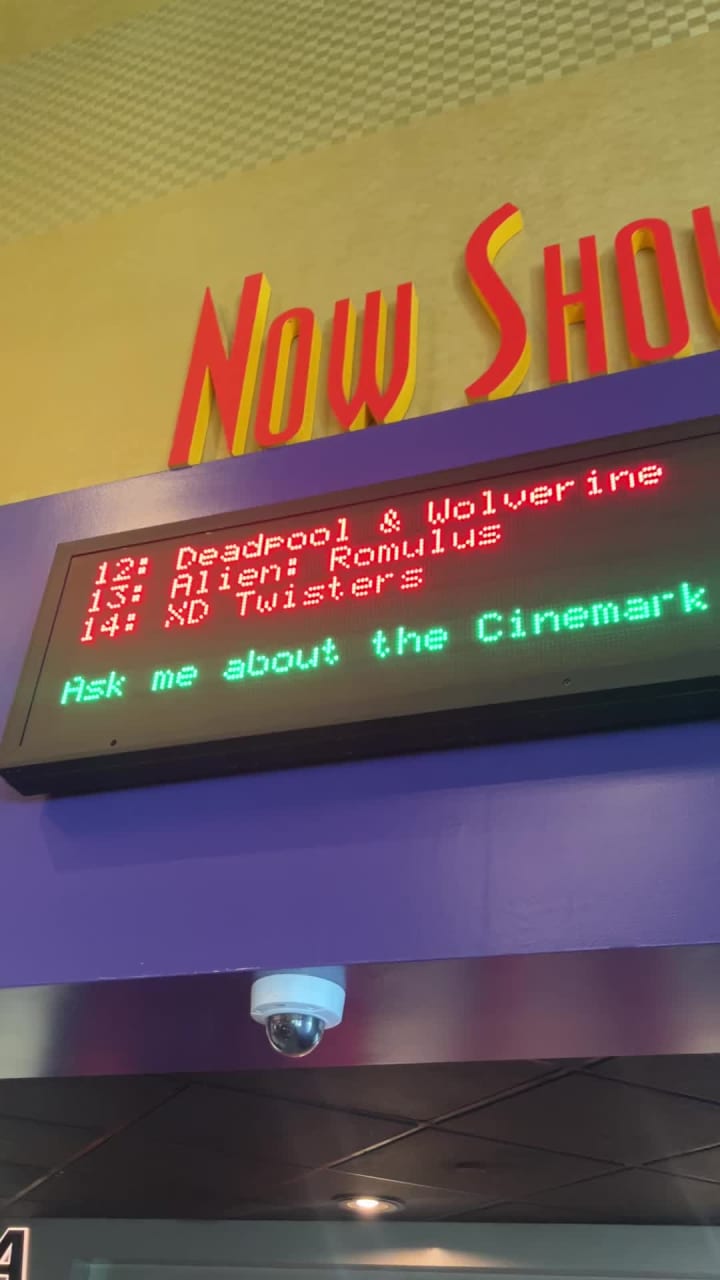 NOW SHO
12: Deadpool & Wolverine
13: Alien: Romulus
14: XD Twisters
Ask me about the Cinemark
A